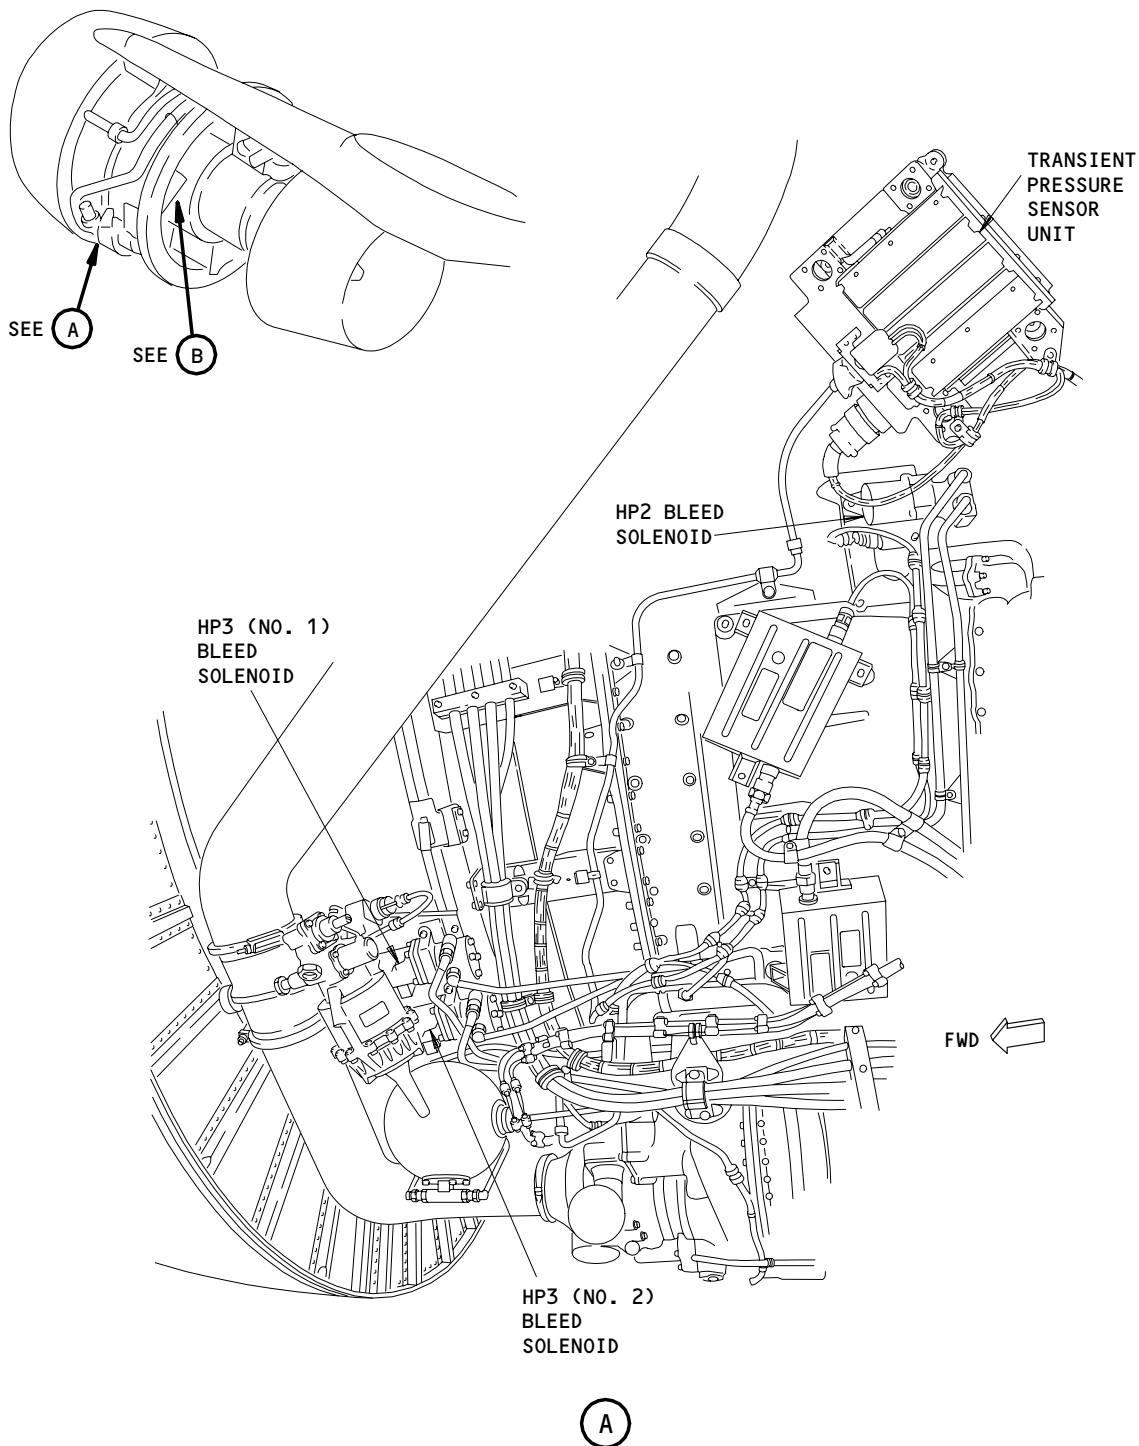 SEE A
SEE B
TRANSIENT
PRESSURE
SENSOR
UNIT
HP2 BLEED
SOLENOID
HP3 (NO. 1)
BLEED
SOLENOID
FWD
HP3 (NO. 2)
BLEED
SOLENOID
A